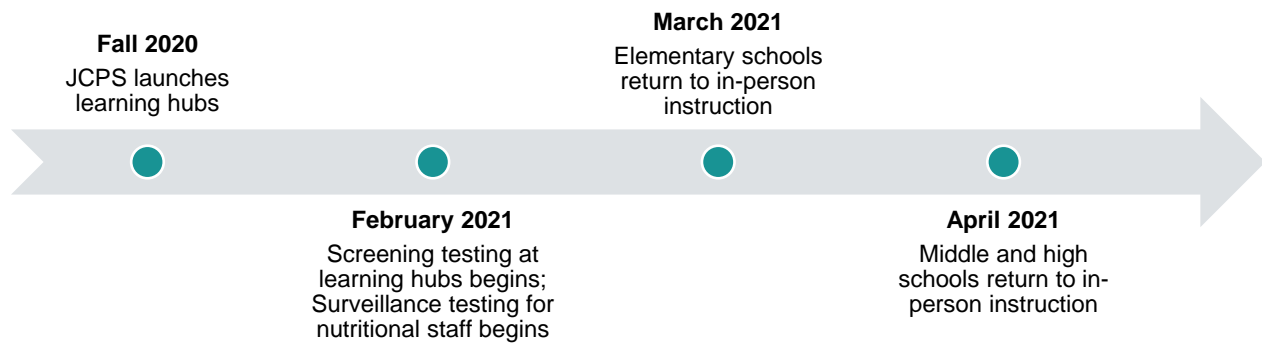 Fall 2020
JCPS launches
learning hubs
February 2021
Screening testing at
learning hubs begins;
Surveillance testing for
nutritional staff begins
March 2021
Elementary schools
return to in-person
instruction
April 2021
Middle and high
schools return to in-
person instruction